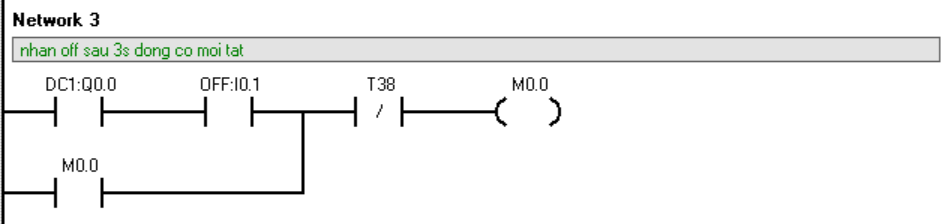 Network 3
nhan off sau 3s dong co moi tat
DC1:Q0.0 OFF:I0.1 T38 M0.0
/
M0.0